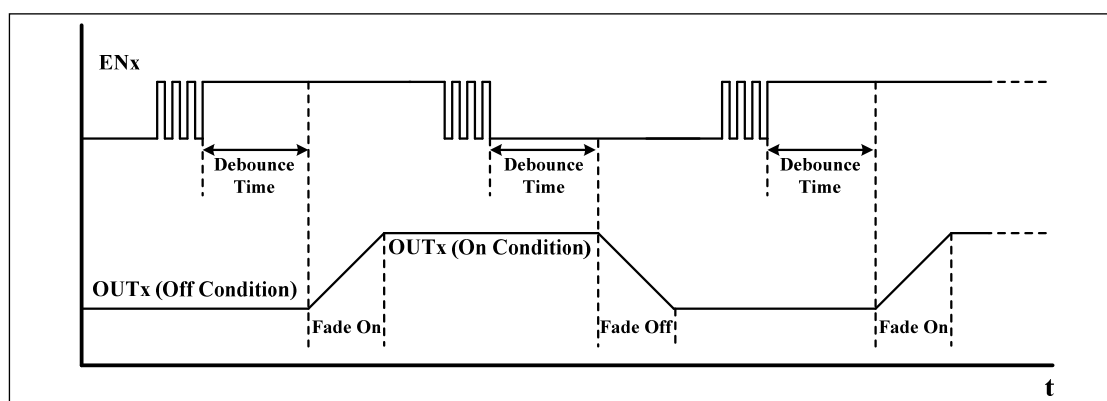 ENx
Debounce
Time
Debounce
Time
Debounce
Time
OUTx (On Condition)
OUTx (Off Condition)
Fade On
Fade Off
Fade On
t